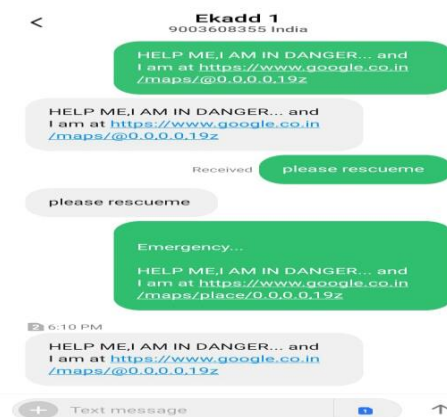 Ekadd 1
9003608355 India
HELP ME,I AM IN DANGER... and
I am at https://www.google.co.in
/maps/@0.0,0.0,19z
HELP ME,I AM IN DANGER... and
I am at https://www.google.co.in
/maps/@0.0,0.0,19z
Received
please rescueme
please rescueme
Emergency...
HELP ME,I AM IN DANGER... and
I am at https://www.google.co.in
/maps/place/0.0,0.0,19z
2 6:10 PM
HELP ME,I AM IN DANGER... and
I am at https://www.google.co.in
/maps/@0.0,0.0,19z
Text message
1